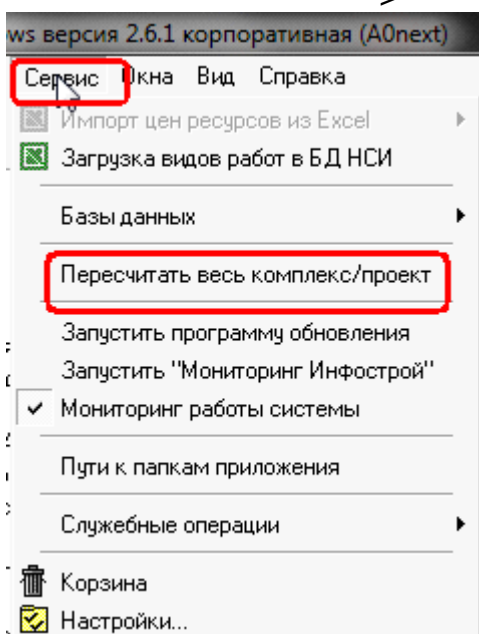 ws версия 2.6.1 корпоративная (A0next)
Сервис Окна Вид Справка
Импорт цен ресурсов из Excel
Загрузка видов работ в БД НСИ
Базы данных
Пересчитать весь комплекс/проект
Запустить программу обновления
Запустить "Мониторинг Инфострой"
Мониторинг работы системы
Пути к папкам приложения
Служебные операции
Корзина
Настройки...